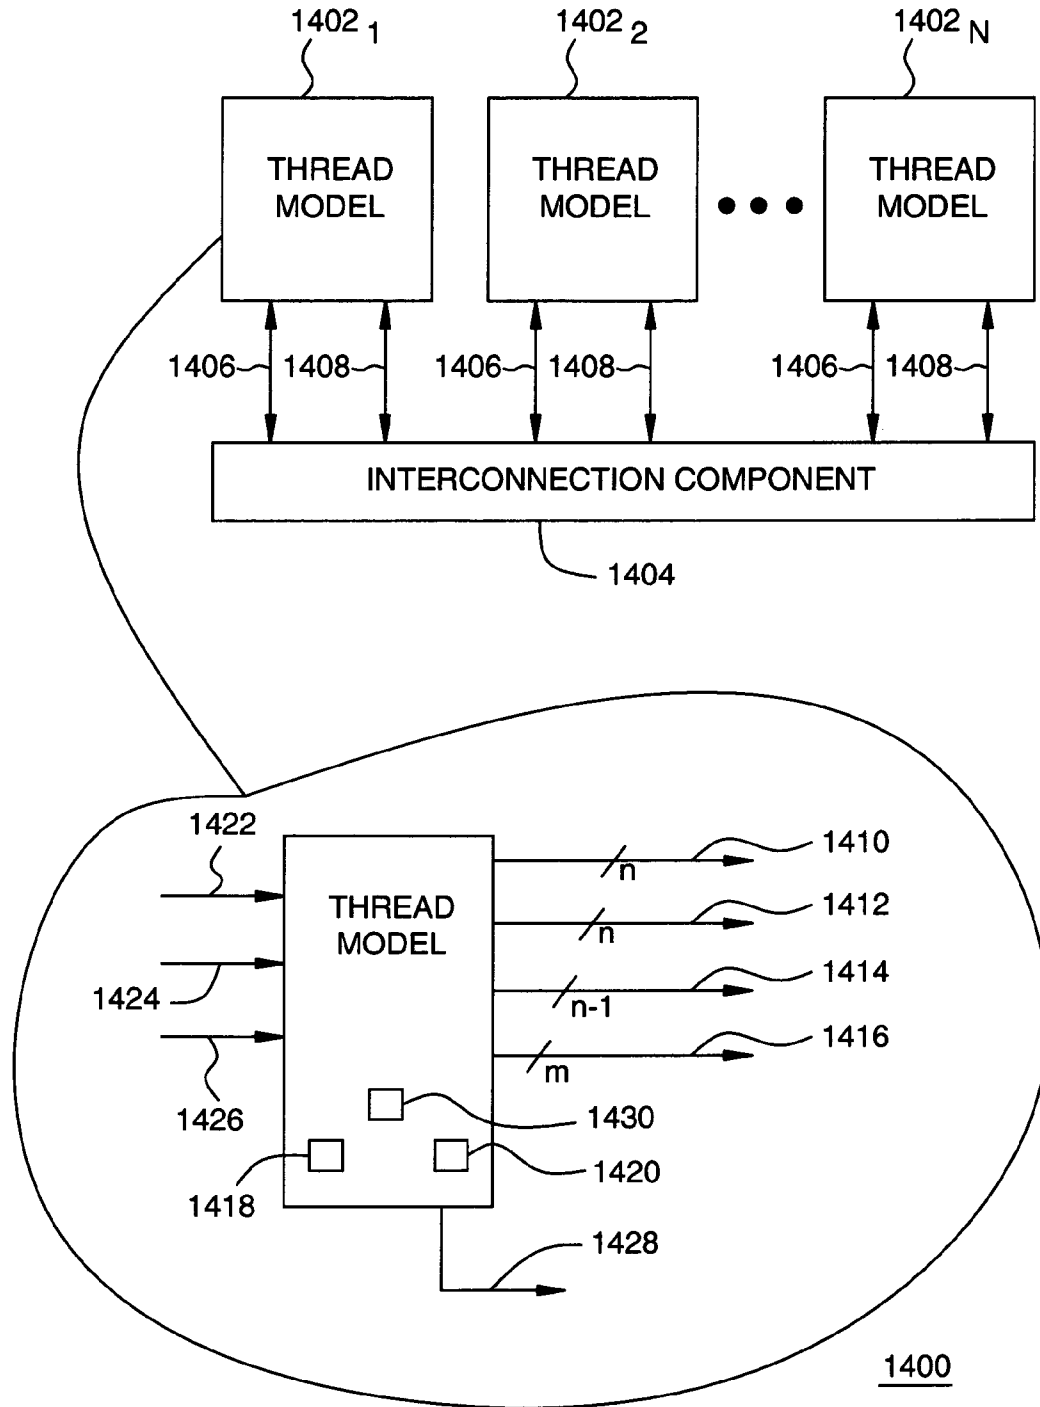 1402 1 1402 2 1402 N
THREAD MODEL THREAD MODEL THREAD MODEL
1406 1408 1406 1408 1406 1408
INTERCONNECTION COMPONENT
1404
1422
THREAD MODEL
1424
1426
n 1410
n 1412
n-1 1414
m 1416
1430
1418
1420
1428
1400